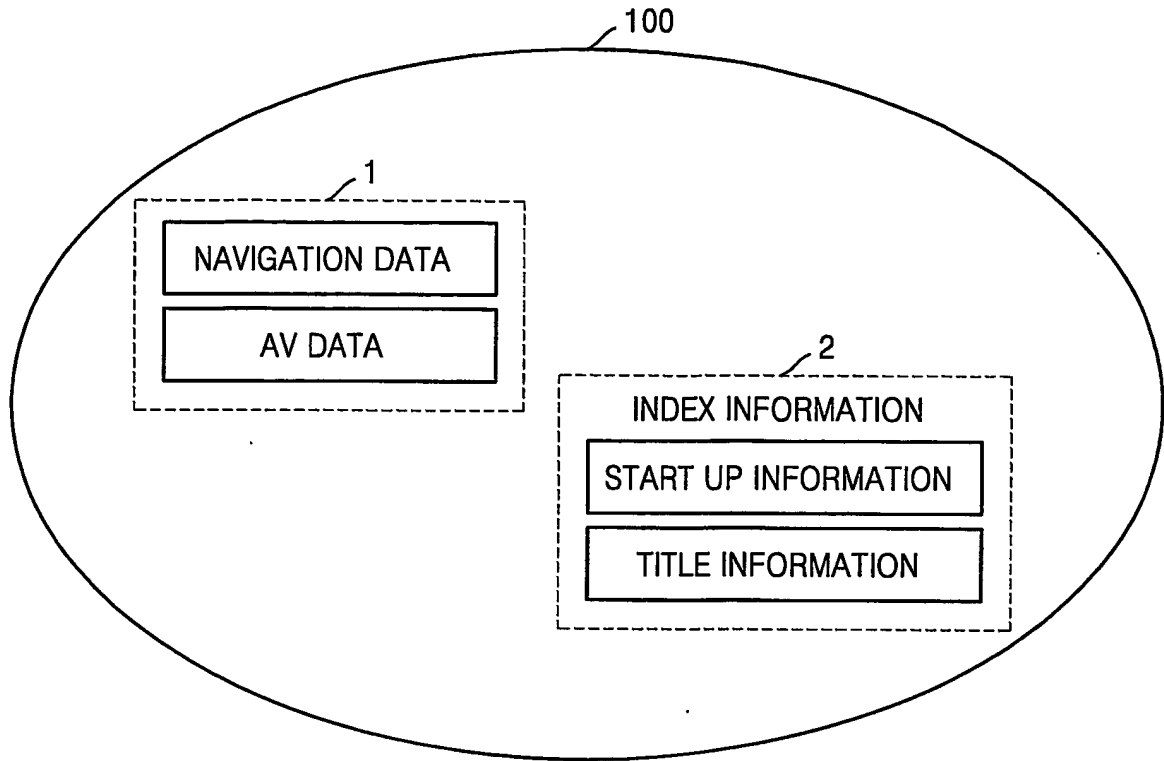 100
1
NAVIGATION DATA
AV DATA
2
INDEX INFORMATION
START UP INFORMATION
TITLE INFORMATION